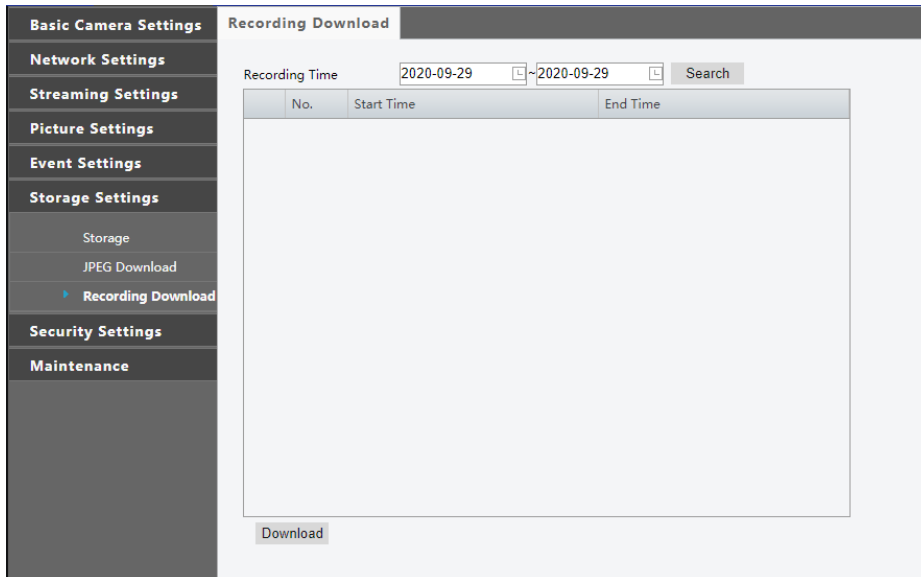 Basic Camera Settings
Network Settings
Streaming Settings
Picture Settings
Event Settings
Storage Settings
Storage
JPEG Download
Recording Download
Security Settings
Maintenance
Recording Download
Recording Time 2020-09-29 ~ 2020-09-29 Search
No. Start Time End Time
Download